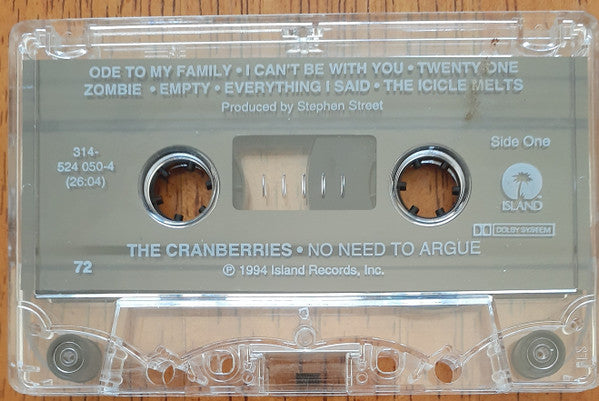 ODE TO MY FAMILY • I CAN'T BE WITH YOU • TWENTY ONE
ZOMBIE • EMPTY • EVERYTHING I SAID • THE ICICLE MELTS
Produced by Stephen Street
314-
524 050-4
(26:04)
Side One
ISLAND
DOLBY SYSTEM
THE CRANBERRIES • NO NEED TO ARGUE
72
℗ 1994 Island Records, Inc.